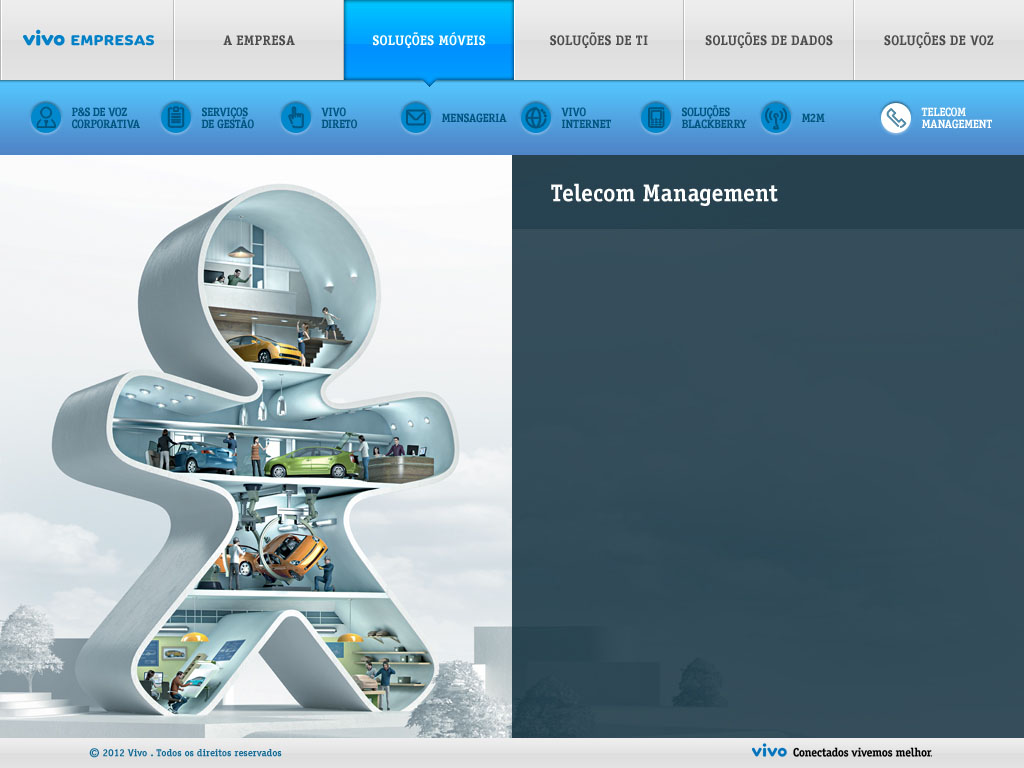 vivo EMPRESAS
A EMPRESA
SOLUÇÕES MÓVEIS
SOLUÇÕES DE TI
SOLUÇÕES DE DADOS
SOLUÇÕES DE VOZ
P&S DE VOZ
CORPORATIVA
SERVIÇOS
DE GESTÃO
VIVO
DIRETO
MENSAGERIA
VIVO
INTERNET
SOLUÇÕES
BLACKBERRY
M2M
TELECOM
MANAGEMENT
Telecom Management
© 2012 Vivo . Todos os direitos reservados
vivo Conectados vivemos melhor.